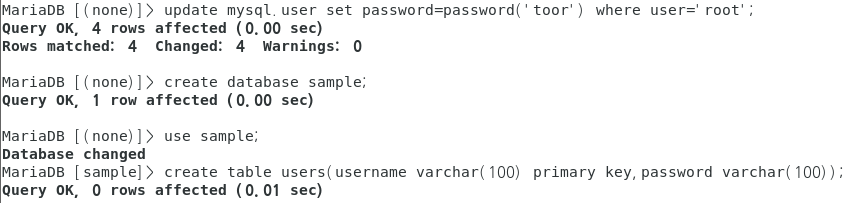 MariaDB [(none)]> update mysql.user set password=password('toor') where user='root';
Query OK, 4 rows affected (0.00 sec)
Rows matched: 4  Changed: 4  Warnings: 0
MariaDB [(none)]> create database sample;
Query OK, 1 row affected (0.00 sec)
MariaDB [(none)]> use sample;
Database changed
MariaDB [sample]> create table users(username varchar(100) primary key,password varchar(100));
Query OK, 0 rows affected (0.01 sec)